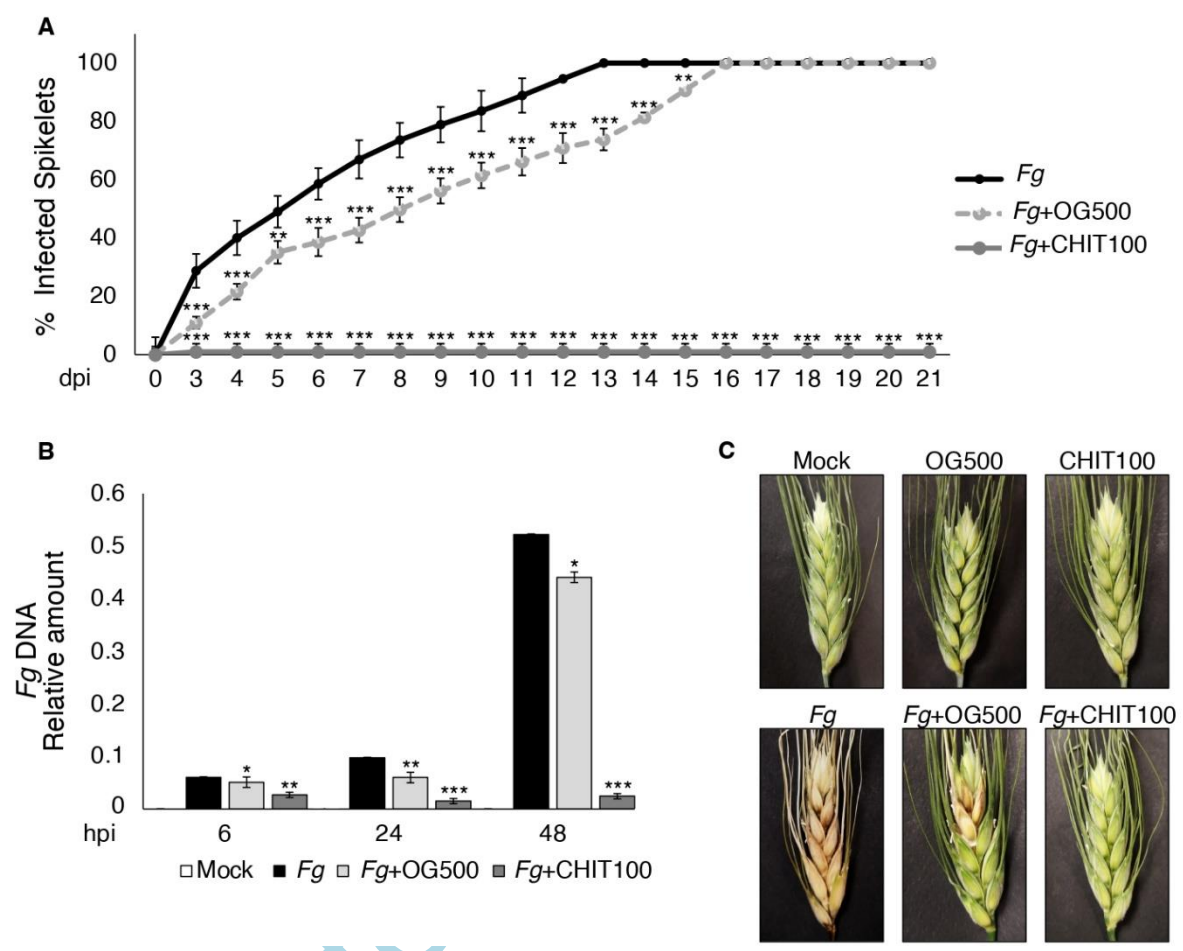 A
% Infected Spikelets
100
80
60
40
20
0
*** *** ** *** *** *** *** *** *** *** *** *** **
*** *** *** *** *** *** *** *** *** *** *** *** *** *** *** *** *** *** ***
dpi 0 3 4 5 6 7 8 9 10 11 12 13 14 15 16 17 18 19 20 21
Fg
Fg+OG500
Fg+CHIT100
B
Fg DNA
Relative amount
0.6
0.5
0.4
0.3
0.2
0.1
0
* ** ** *** * ***
hpi 6 24 48
Mock Fg Fg+OG500 Fg+CHIT100
C
Mock OG500 CHIT100
Fg Fg+OG500 Fg+CHIT100